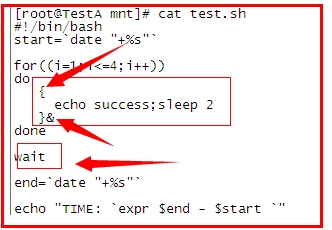 [root@TestA mnt]# cat test.sh
#!/bin/bash
start=`date "+%s"`
for((i=1;i<=4;i++))
do
{
echo success;sleep 2
}&
done
wait
end=`date "+%s"`
echo "TIME: `expr $end - $start `"